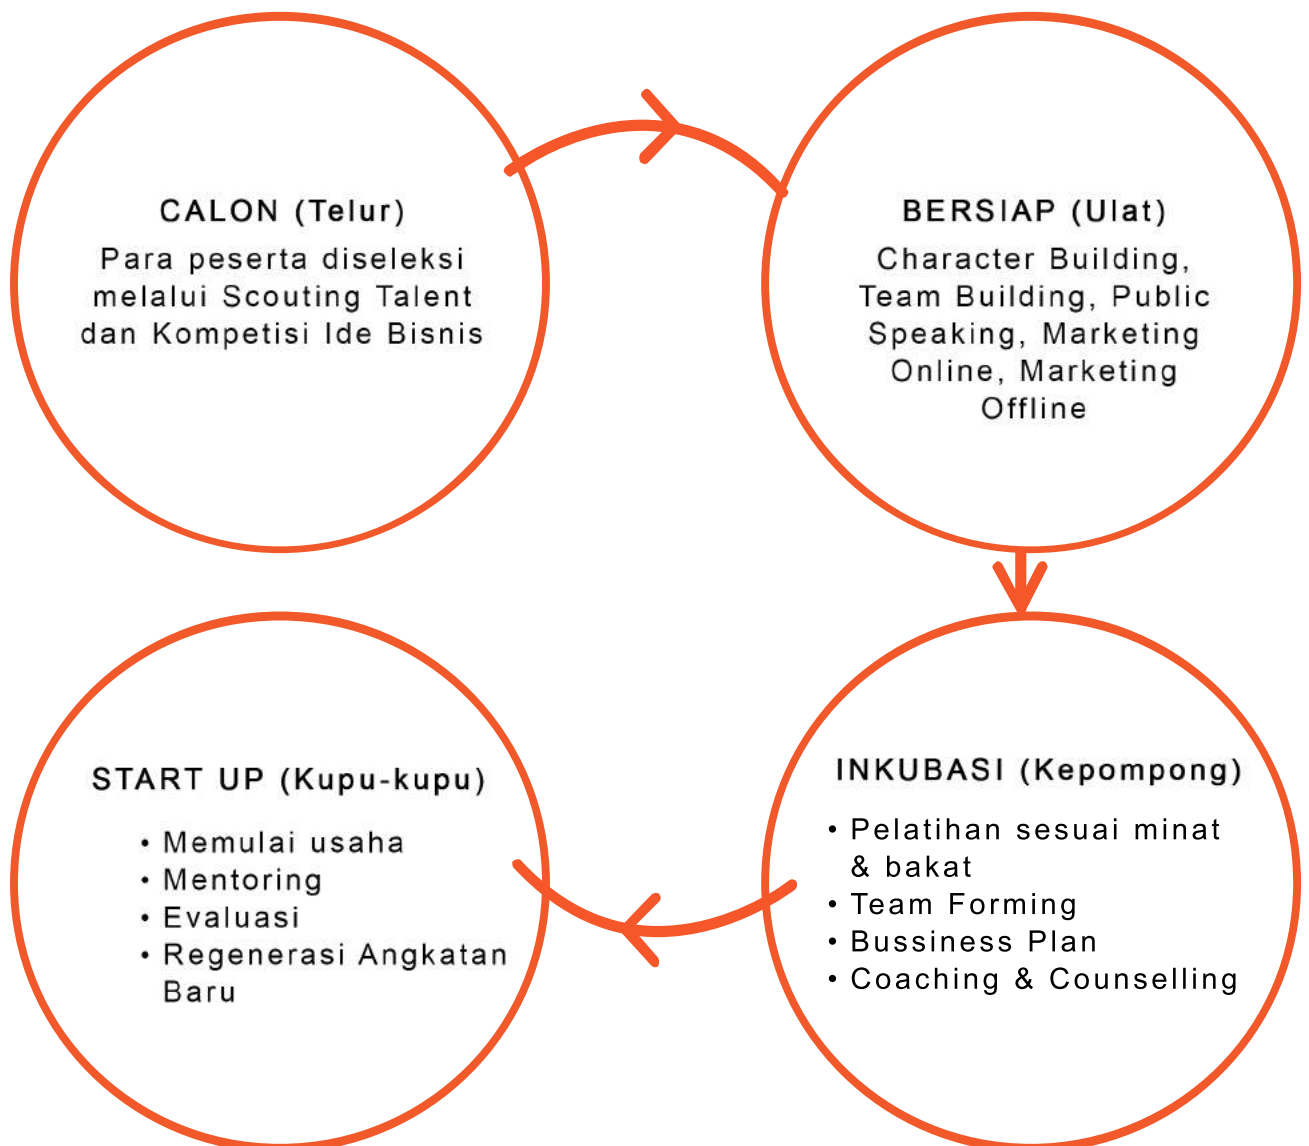 CALON (Telur)
Para peserta diseleksi
melalui Scouting Talent
dan Kompetisi Ide Bisnis
BERSIAP (Ulat)
Character Building,
Team Building, Public
Speaking, Marketing
Online, Marketing
Offline
INKUBASI (Kepompong)
• Pelatihan sesuai minat
& bakat
• Team Forming
• Bussiness Plan
• Coaching & Counselling
START UP (Kupu-kupu)
• Memulai usaha
• Mentoring
• Evaluasi
• Regenerasi Angkatan
Baru